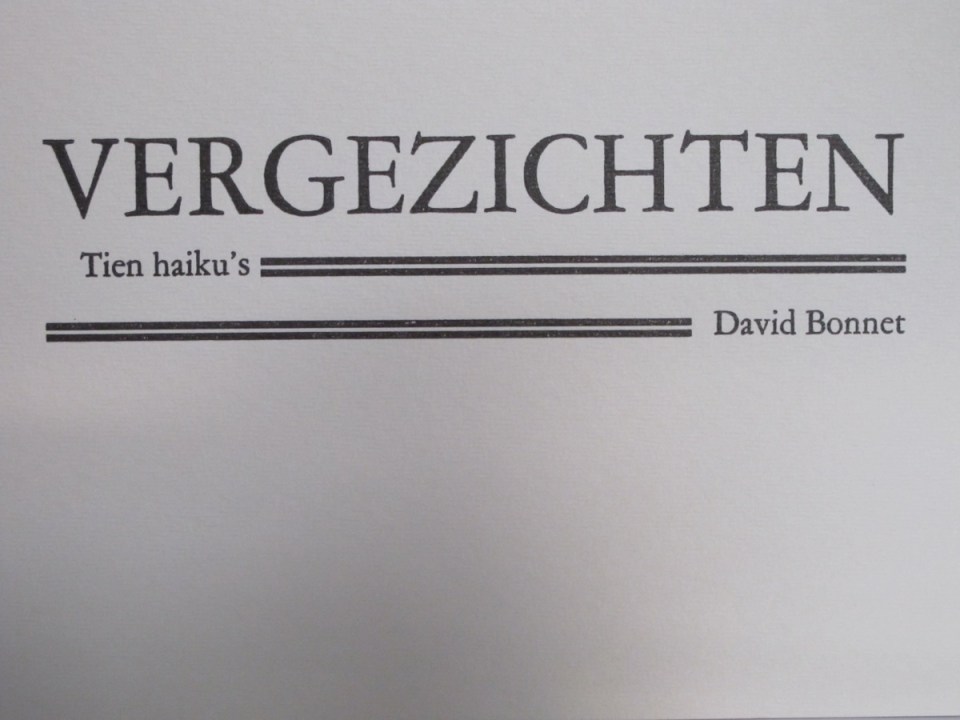 VERGEZICHTEN
Tien haiku's
David Bonnet